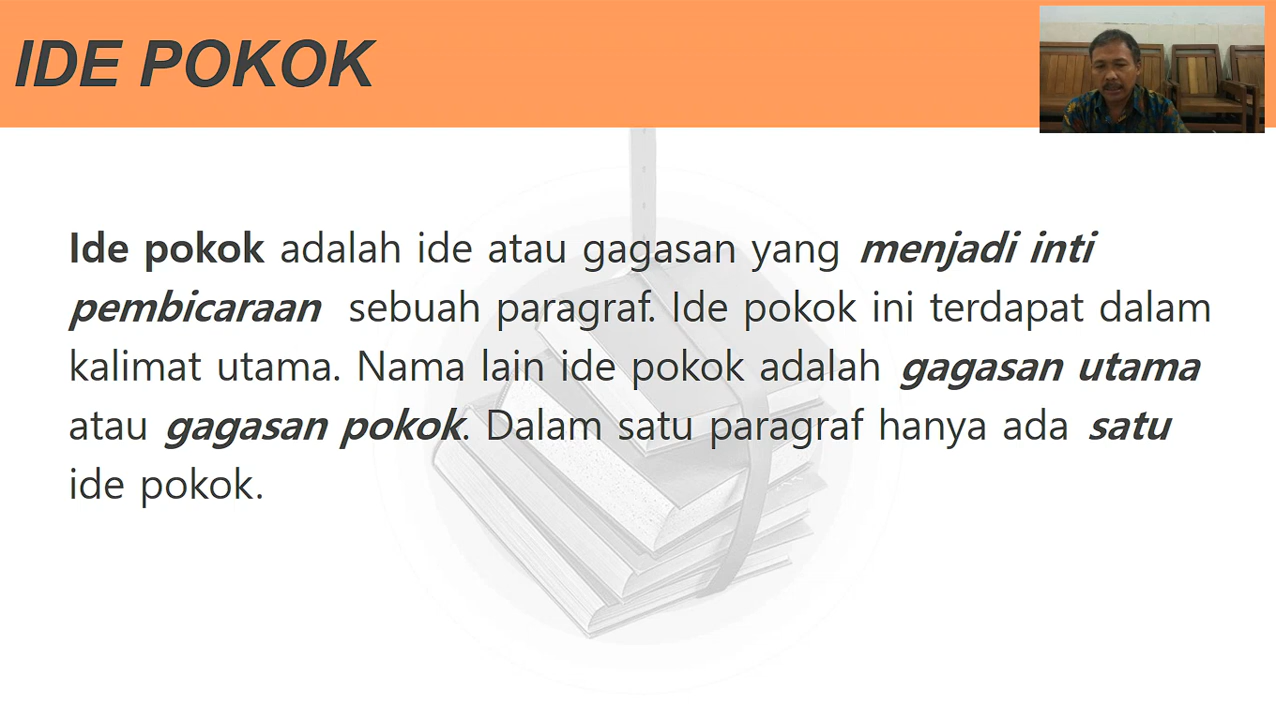 IDE POKOK
Ide pokok adalah ide atau gagasan yang menjadi inti
pembicaraan sebuah paragraf. Ide pokok ini terdapat dalam
kalimat utama. Nama lain ide pokok adalah gagasan utama
atau gagasan pokok. Dalam satu paragraf hanya ada satu
ide pokok.